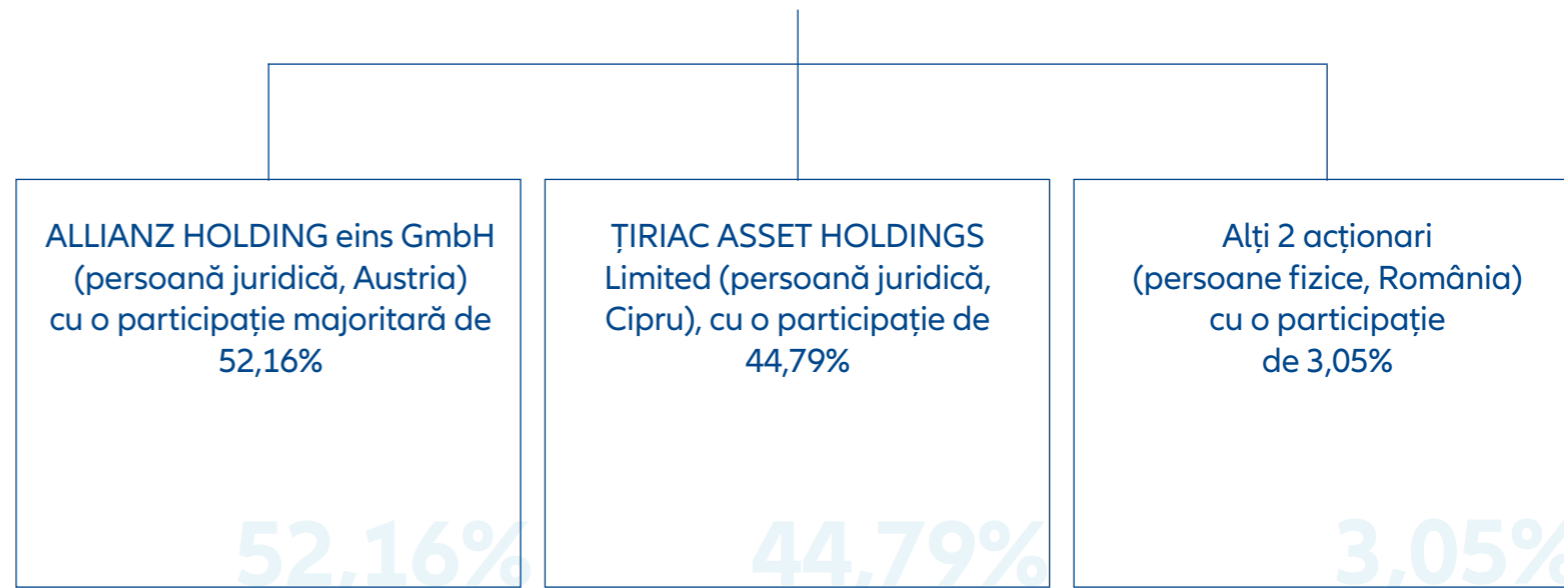 ALLIANZ HOLDING eins GmbH
(persoană juridică, Austria)
cu o participație majoritară de
52,16%
52,16%
ȚIRIAC ASSET HOLDINGS
Limited (persoană juridică,
Cipru), cu o participație de
44,79%
44,79%
Alți 2 acționari
(persoane fizice, România)
cu o participație
de 3,05%
3,05%